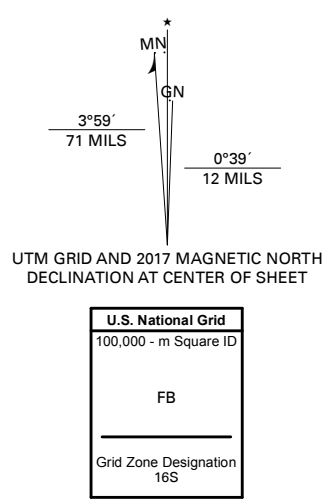 MN
GN
3°59´
71 MILS
0°39´
12 MILS
UTM GRID AND 2017 MAGNETIC NORTH
DECLINATION AT CENTER OF SHEET
U.S. National Grid
100,000 - m Square ID
FB
Grid Zone Designation
16S